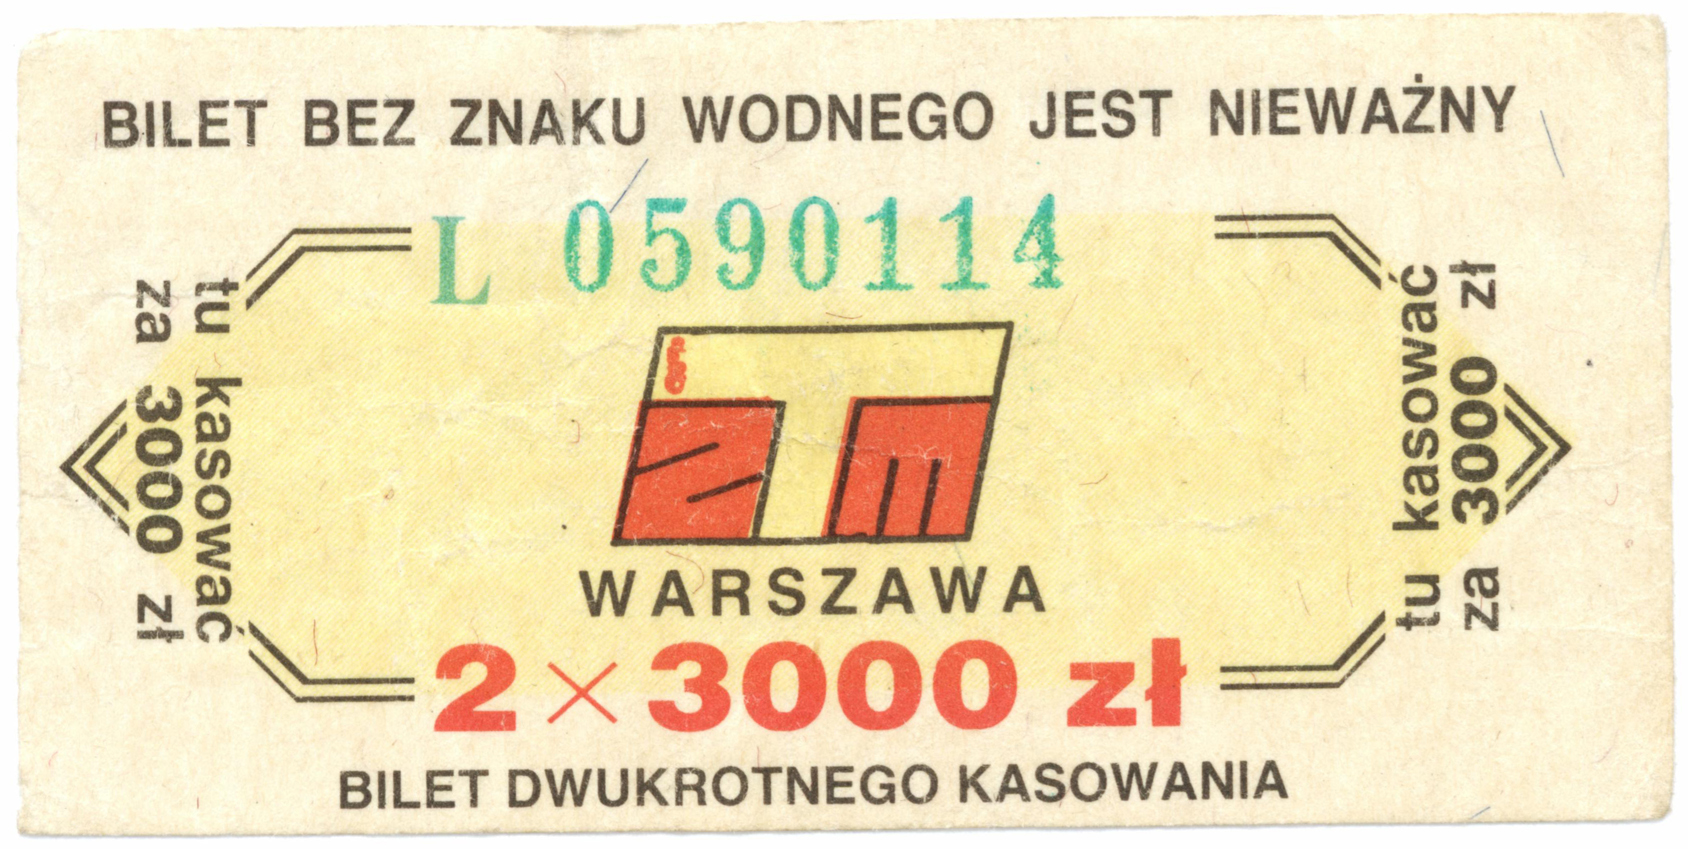 BILET BEZ ZNAKU WODNEGO JEST NIEWAŻNY
L 0590114
tu kasować
za 3000 zł
ZTM
WARSZAWA
2 × 3000 zł
BILET DWUKROTNEGO KASOWANIA
tu kasować
za 3000 zł